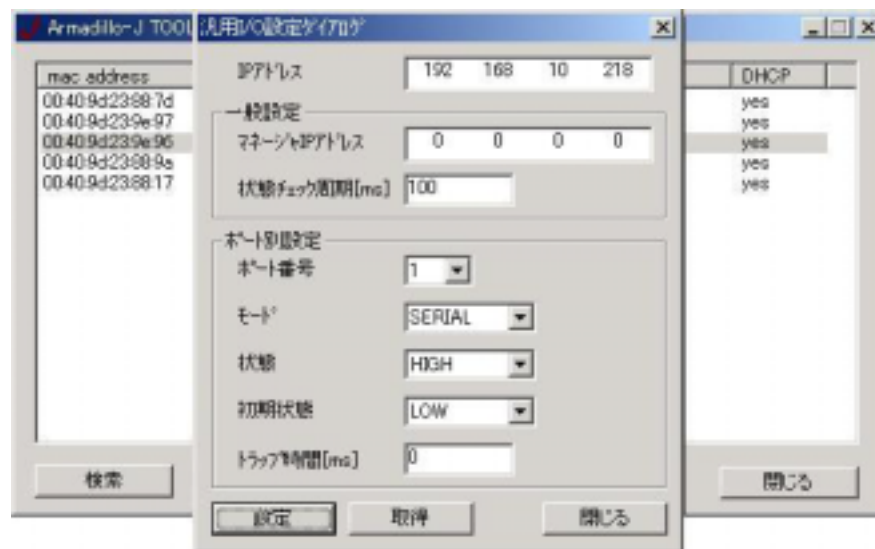 Armadillo-J TOOL
汎用I/O設定ダイアログ
mac address
DHCP
00:40:9d:23:88:7d
yes
00:40:9d:23:9e:97
yes
00:40:9d:23:9e:96
yes
00:40:9d:23:88:9a
yes
00:40:9d:23:88:17
yes
IPアドレス
192 168 10 218
一般設定
マネージャIPアドレス
0 0 0 0
状態チェック周期[ms]
100
ポート別設定
ポート番号
1
モード
SERIAL
状態
HIGH
初期状態
LOW
トラップ時間[ms]
0
検索
閉じる
設定
取得
閉じる